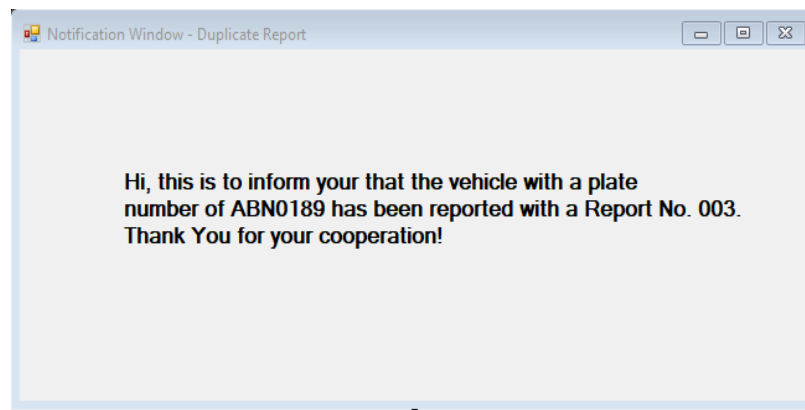 Notification Window - Duplicate Report
Hi, this is to inform your that the vehicle with a plate
number of ABN0189 has been reported with a Report No. 003.
Thank You for your cooperation!